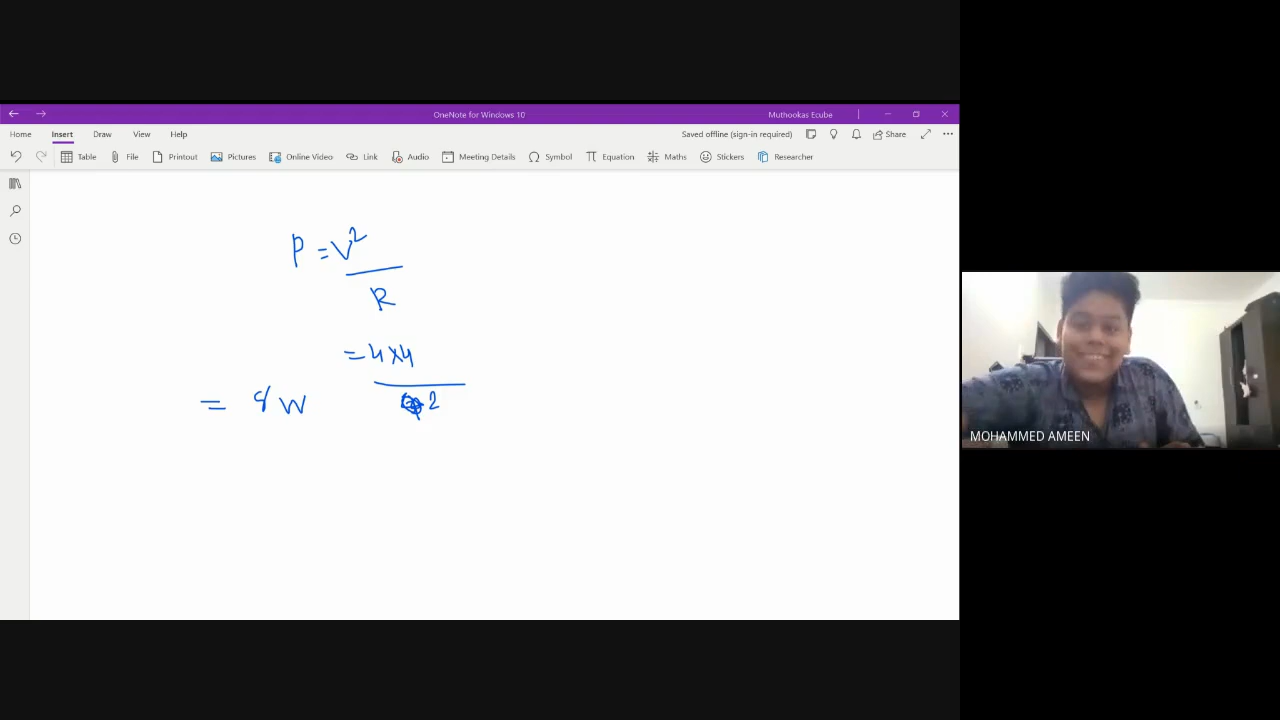 OneNote for Windows 10
Muthookas Ecube
Home Insert Draw View Help
Saved offline (sign-in required) Share
Table File Printout Pictures Online Video Link Audio Meeting Details Symbol Equation Maths Stickers Researcher
P = V²
R
= 4 x 4
2
= 8 W
MOHAMMED AMEEN